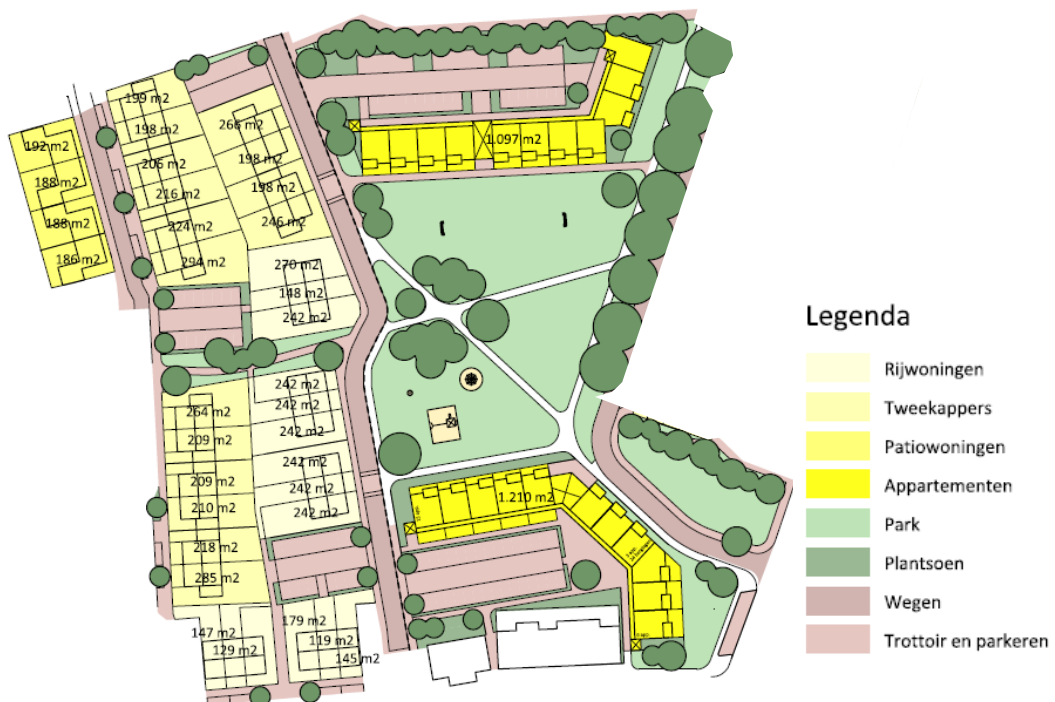 199 m2
198 m2
206 m2
216 m2
224 m2
294 m2
192 m2
188 m2
188 m2
186 m2
266 m2
198 m2
198 m2
246 m2
270 m2
148 m2
242 m2
1.097 m2
264 m2
209 m2
209 m2
210 m2
218 m2
285 m2
242 m2
242 m2
242 m2
242 m2
242 m2
242 m2
147 m2
129 m2
179 m2
119 m2
145 m2
1.210 m2
Legenda
Rijwoningen
Tweekappers
Patiowoningen
Appartementen
Park
Plantsoen
Wegen
Trottoir en parkeren